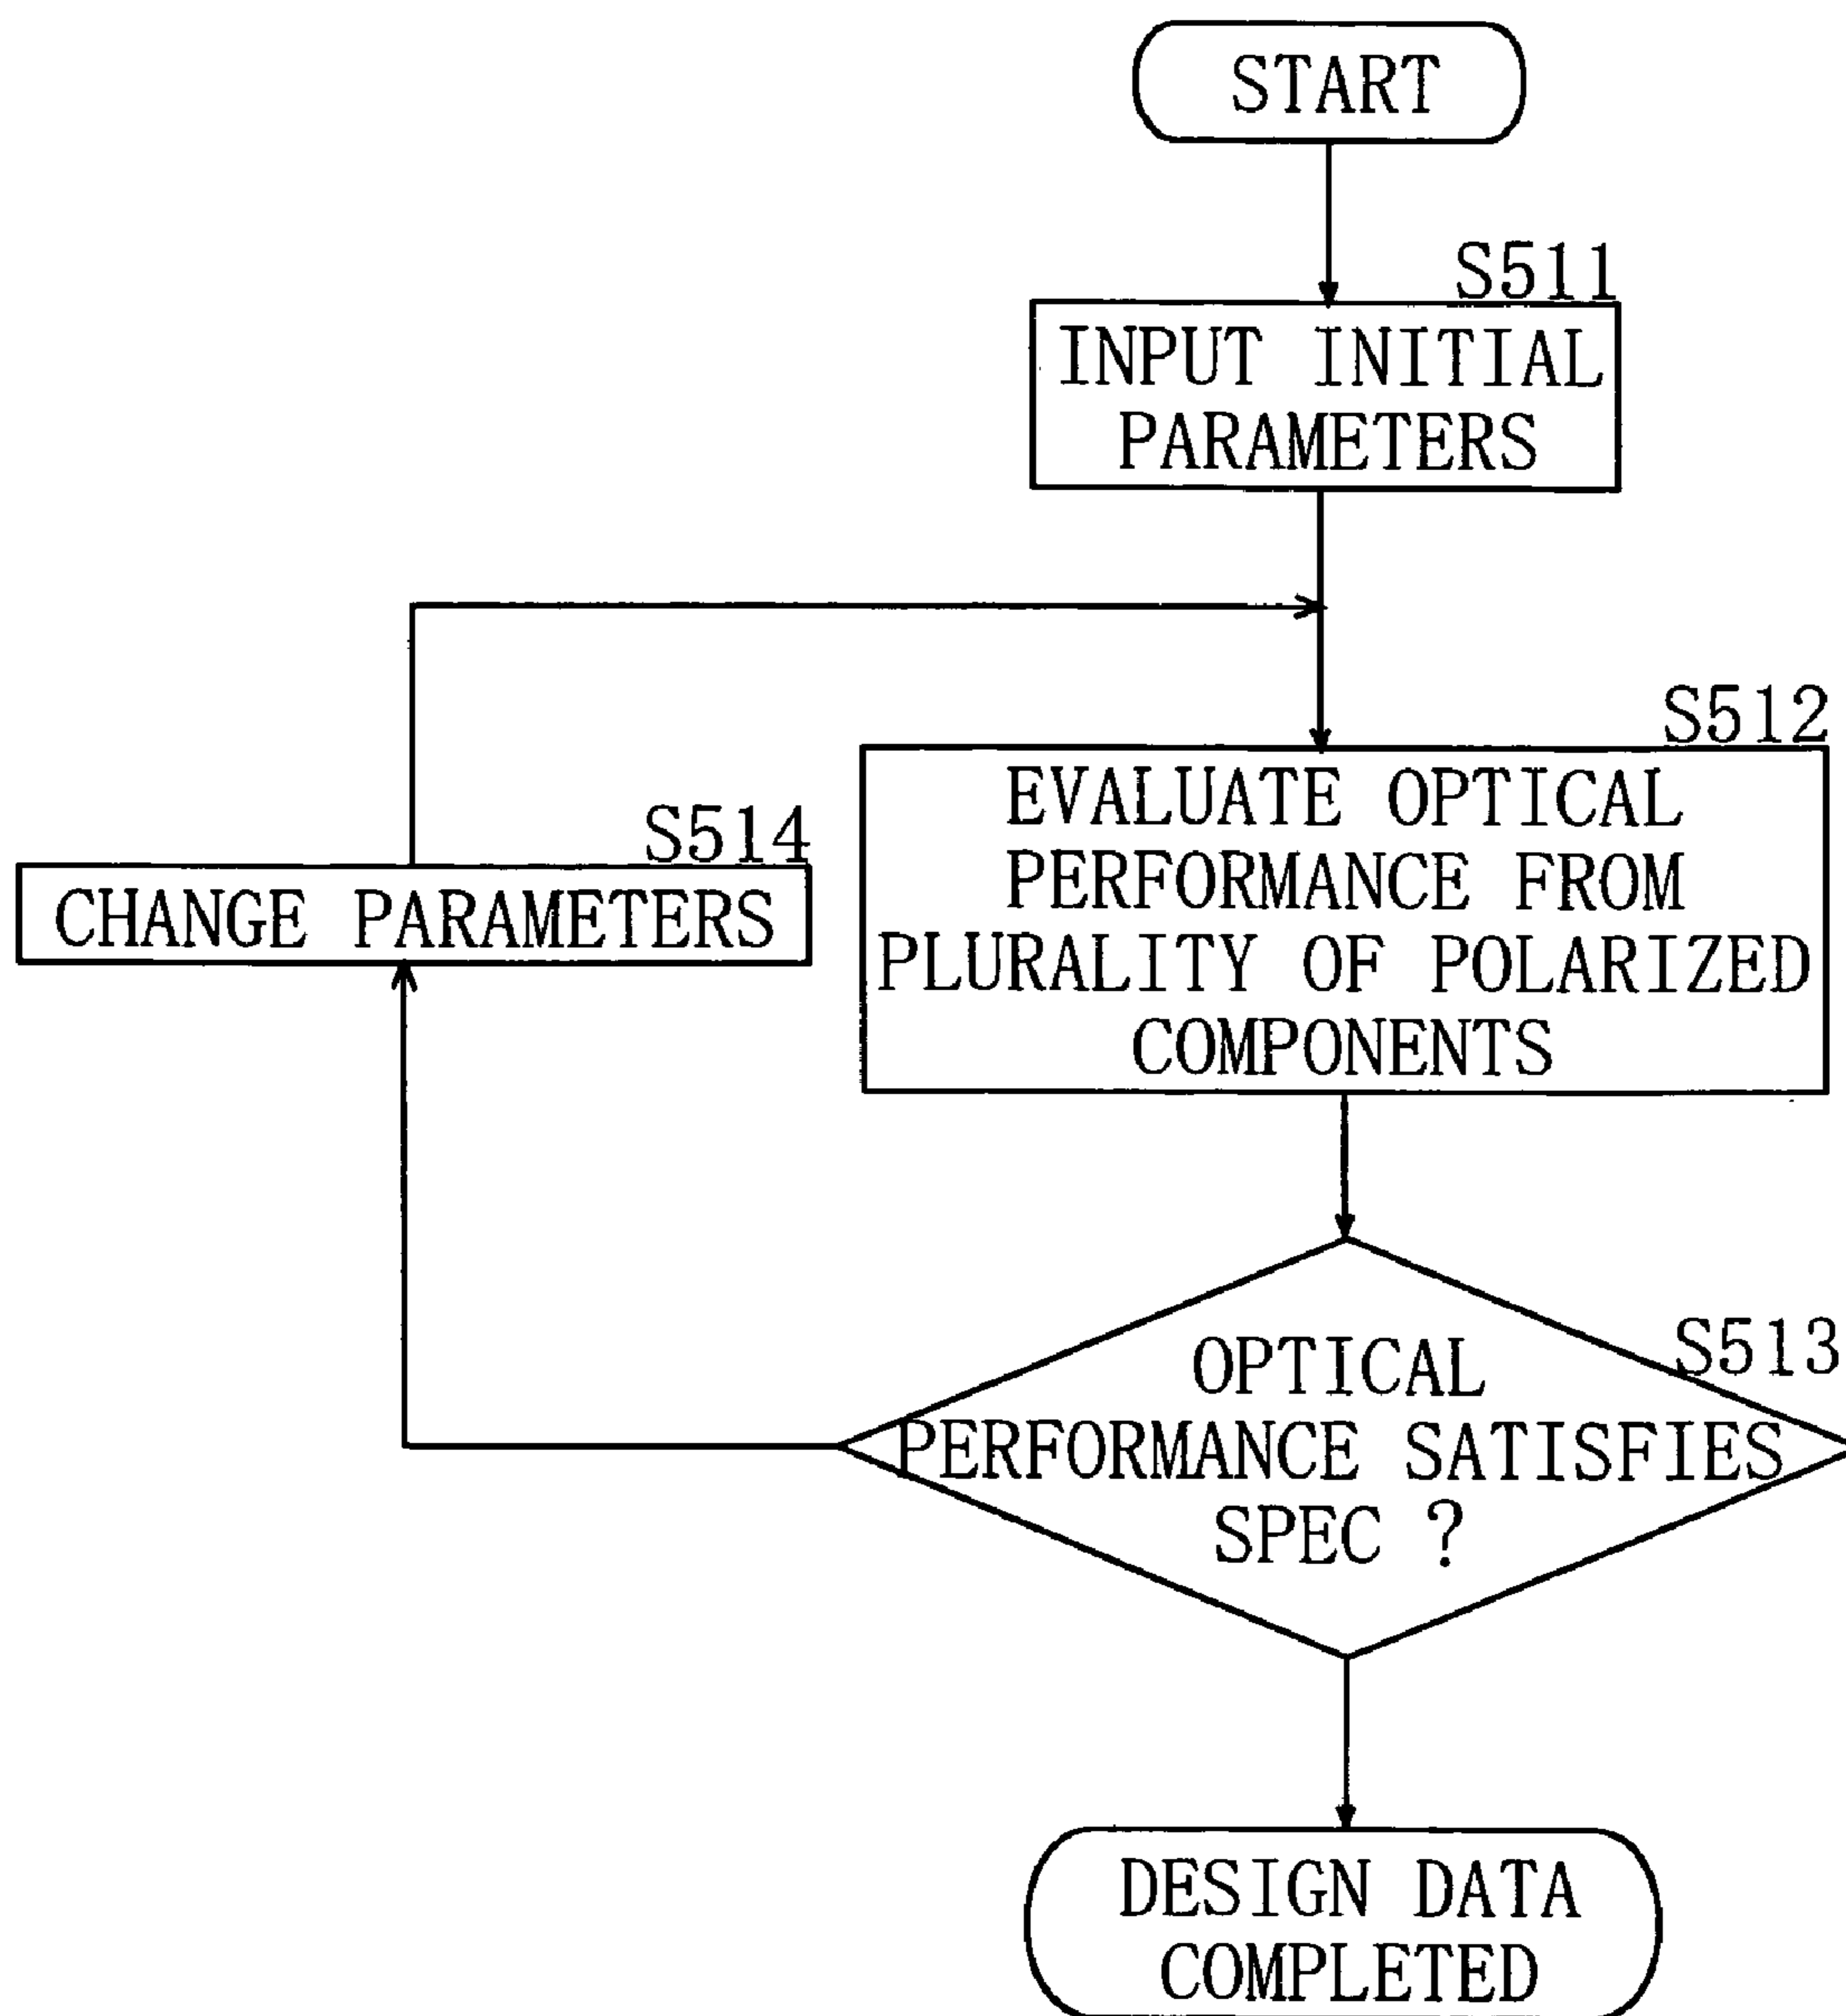 START
S511
INPUT INITIAL
PARAMETERS
S512
EVALUATE OPTICAL
PERFORMANCE FROM
PLURALITY OF POLARIZED
COMPONENTS
S514
CHANGE PARAMETERS
S513
OPTICAL
PERFORMANCE SATISFIES
SPEC ?
DESIGN DATA
COMPLETED